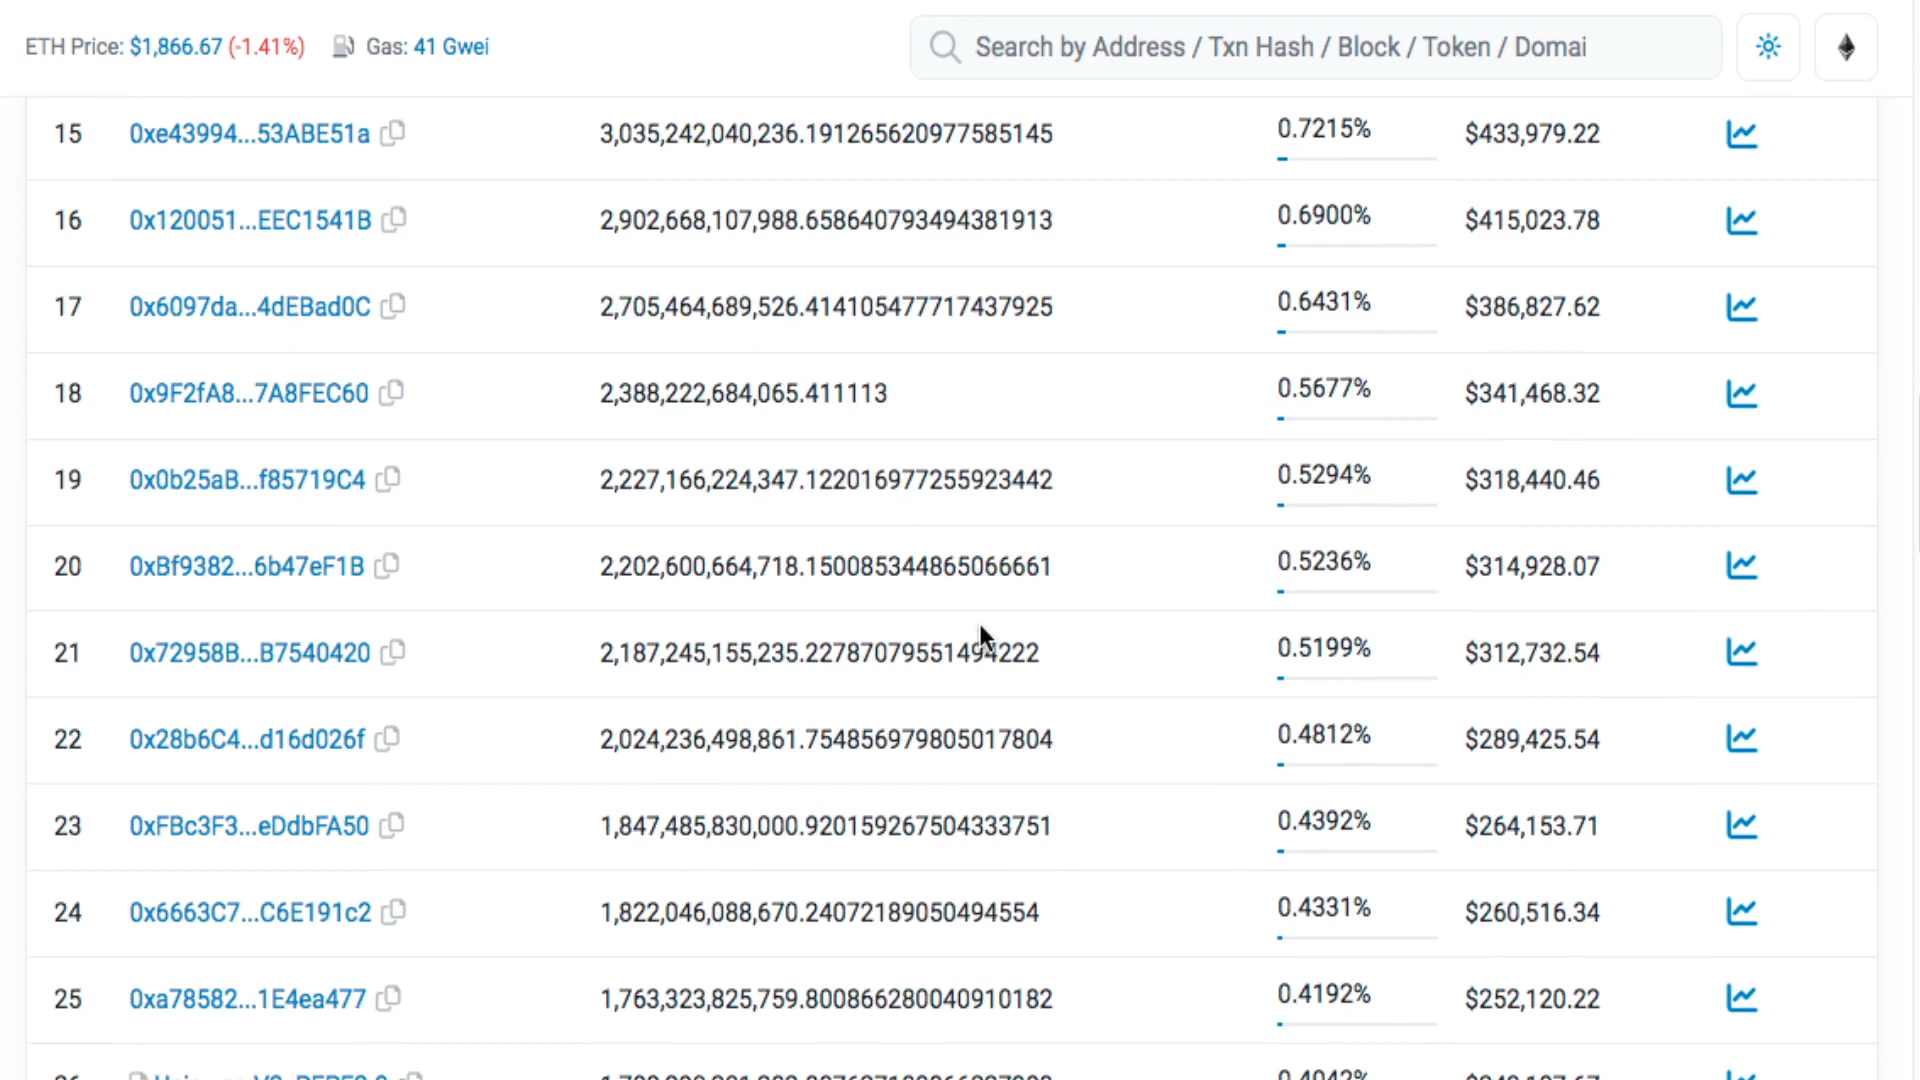 ETH Price: $1,866.67 (-1.41%) Gas: 41 Gwei Search by Address / Txn Hash / Block / Token / Domai
15 0xe43994...53ABE51a 3,035,242,040,236.191265620977585145 0.7215% $433,979.22
16 0x120051...EEC1541B 2,902,668,107,988.658640793494381913 0.6900% $415,023.78
17 0x6097da...4dEBad0C 2,705,464,689,526.414105477717437925 0.6431% $386,827.62
18 0x9F2fA8...7A8FEC60 2,388,222,684,065.411113 0.5677% $341,468.32
19 0x0b25aB...f85719C4 2,227,166,224,347.122016977255923442 0.5294% $318,440.46
20 0xBf9382...6b47eF1B 2,202,600,664,718.150085344865066661 0.5236% $314,928.07
21 0x72958B...B7540420 2,187,245,155,235.22787079551494222 0.5199% $312,732.54
22 0x28b6C4...d16d026f 2,024,236,498,861.754856979805017804 0.4812% $289,425.54
23 0xFBc3F3...eDdbFA50 1,847,485,830,000.920159267504333751 0.4392% $264,153.71
24 0x6663C7...C6E191c2 1,822,046,088,670.24072189050494554 0.4331% $260,516.34
25 0xa78582...1E4ea477 1,763,323,825,759.800866280040910182 0.4192% $252,120.22